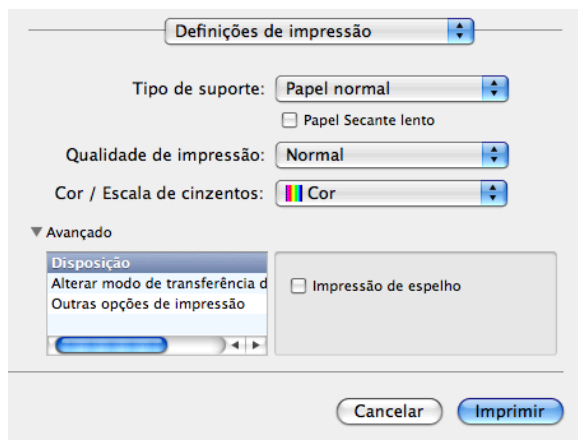 Definições de impressão
Tipo de suporte: Papel normal
Papel Secante lento
Qualidade de impressão: Normal
Cor / Escala de cinzentos: Cor
Avançado
Disposição
Alterar modo de transferência d
Outras opções de impressão
Impressão de espelho
Cancelar Imprimir